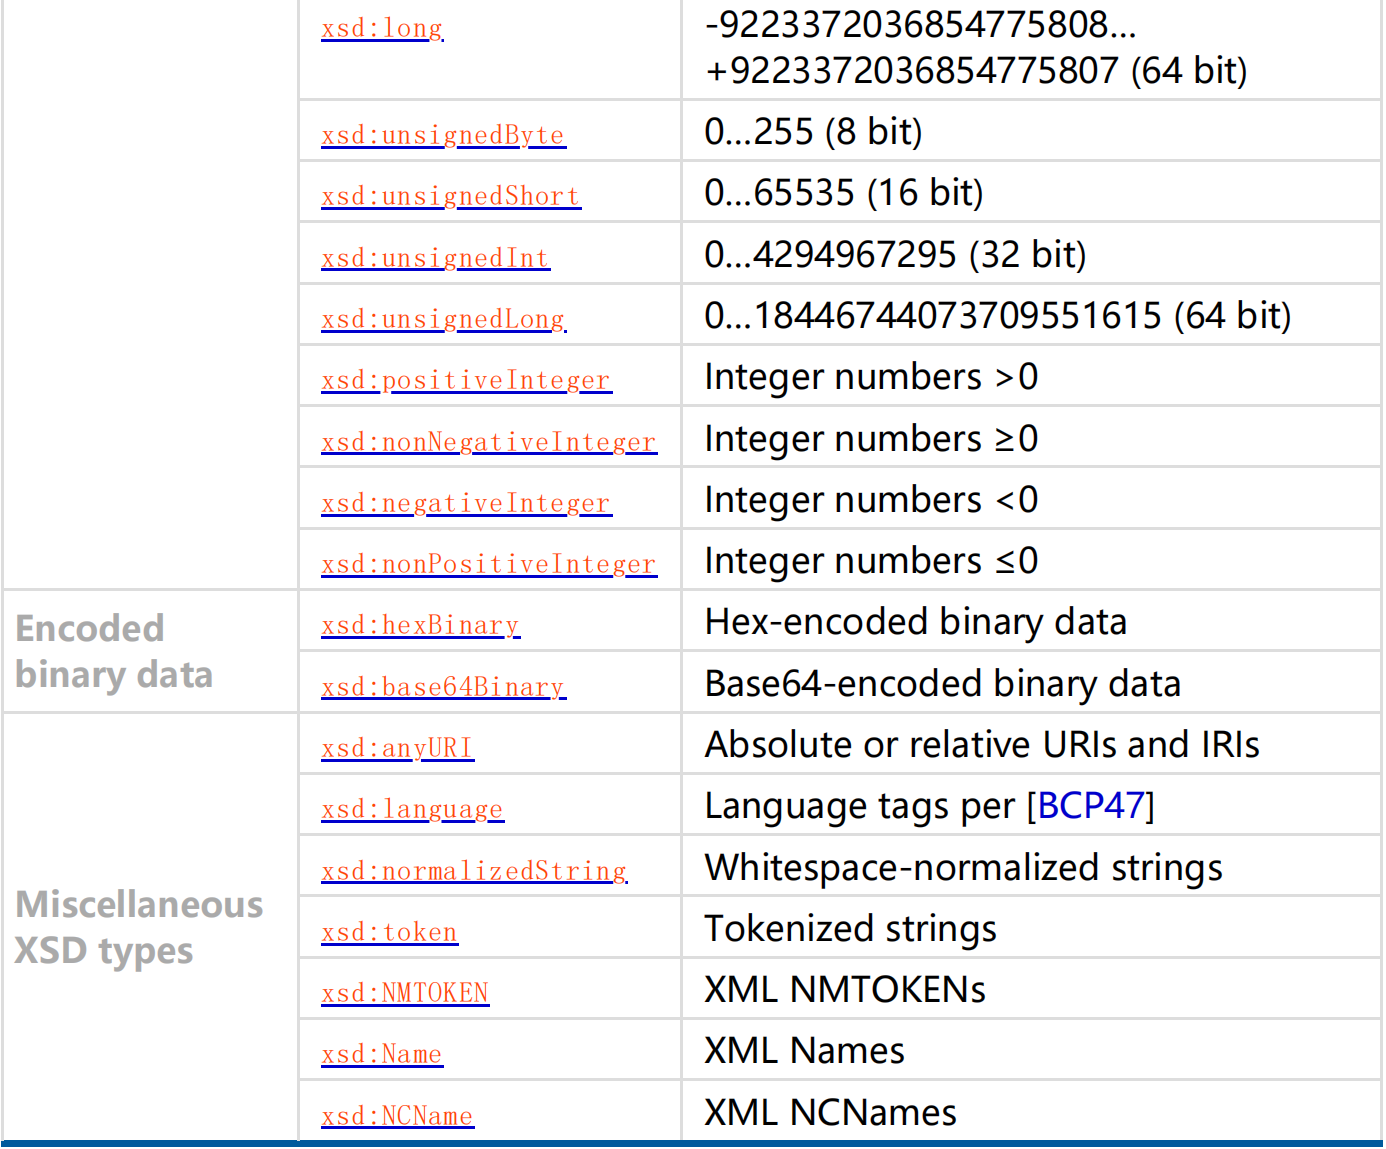 xsd:long -9223372036854775808…
+9223372036854775807 (64 bit)
xsd:unsignedByte 0…255 (8 bit)
xsd:unsignedShort 0…65535 (16 bit)
xsd:unsignedInt 0…4294967295 (32 bit)
xsd:unsignedLong 0…18446744073709551615 (64 bit)
xsd:positiveInteger Integer numbers >0
xsd:nonNegativeInteger Integer numbers ≥0
xsd:negativeInteger Integer numbers <0
xsd:nonPositiveInteger Integer numbers ≤0
Encoded
binary data
xsd:hexBinary Hex-encoded binary data
xsd:base64Binary Base64-encoded binary data
Miscellaneous
XSD types
xsd:anyURI Absolute or relative URIs and IRIs
xsd:language Language tags per [BCP47]
xsd:normalizedString Whitespace-normalized strings
xsd:token Tokenized strings
xsd:NMTOKEN XML NMTOKENs
xsd:Name XML Names
xsd:NCName XML NCNames